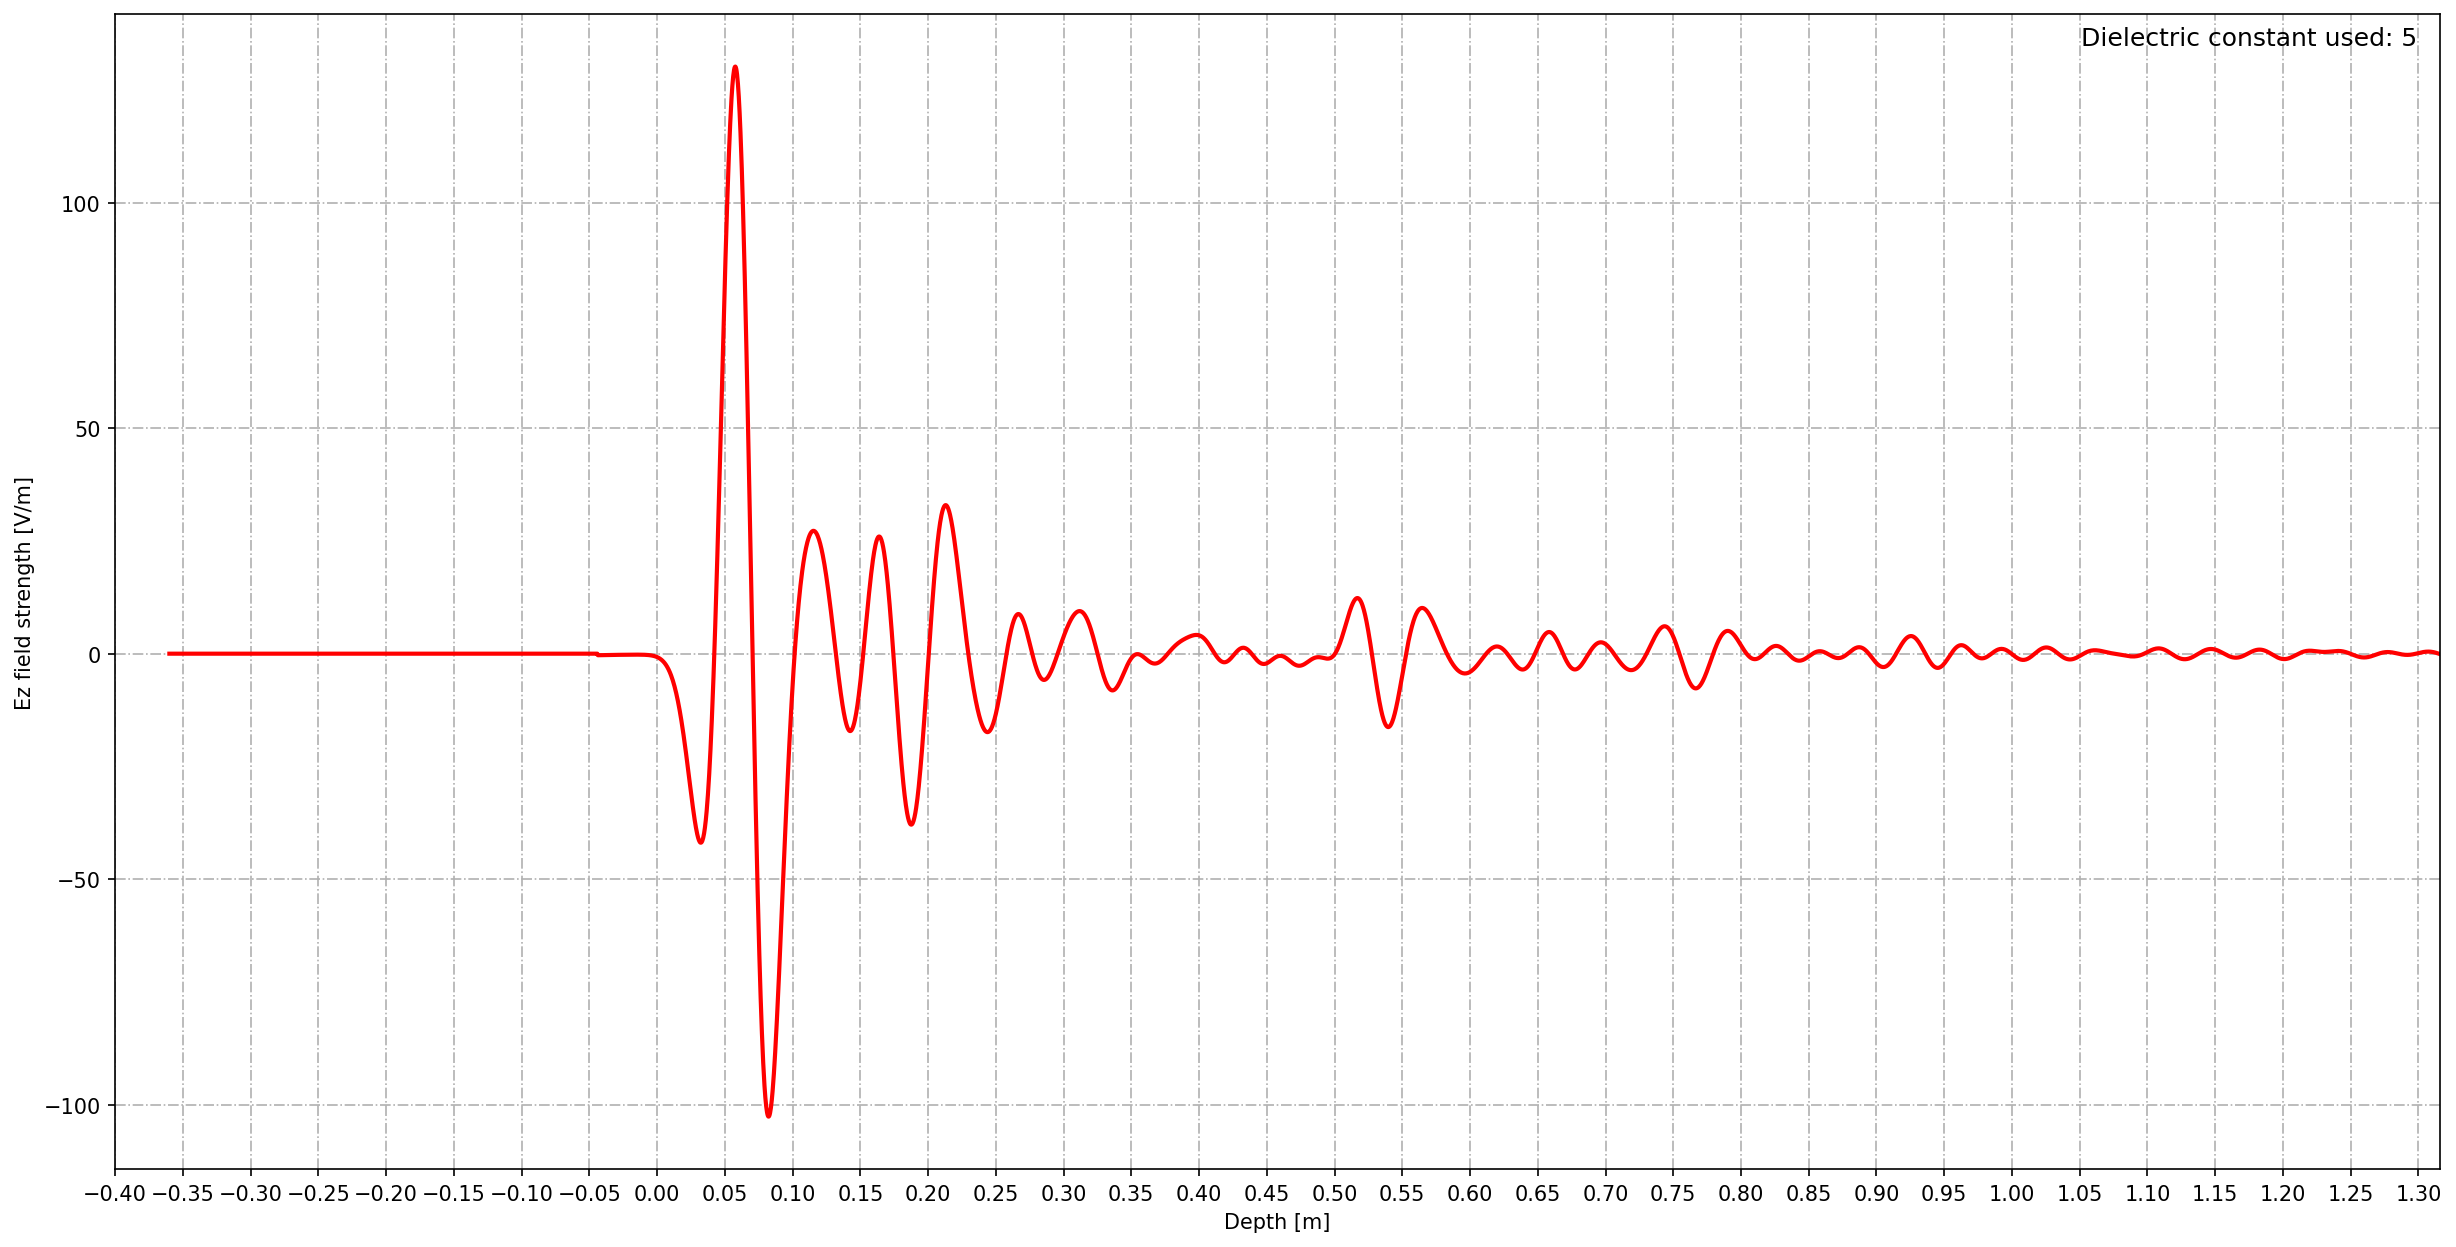 Dielectric constant used: 5
100
50
0
−50
−100
Ez field strength [V/m]
−0.40 −0.35 −0.30 −0.25 −0.20 −0.15 −0.10 −0.05 0.00 0.05 0.10 0.15 0.20 0.25 0.30 0.35 0.40 0.45 0.50 0.55 0.60 0.65 0.70 0.75 0.80 0.85 0.90 0.95 1.00 1.05 1.10 1.15 1.20 1.25 1.30
Depth [m]